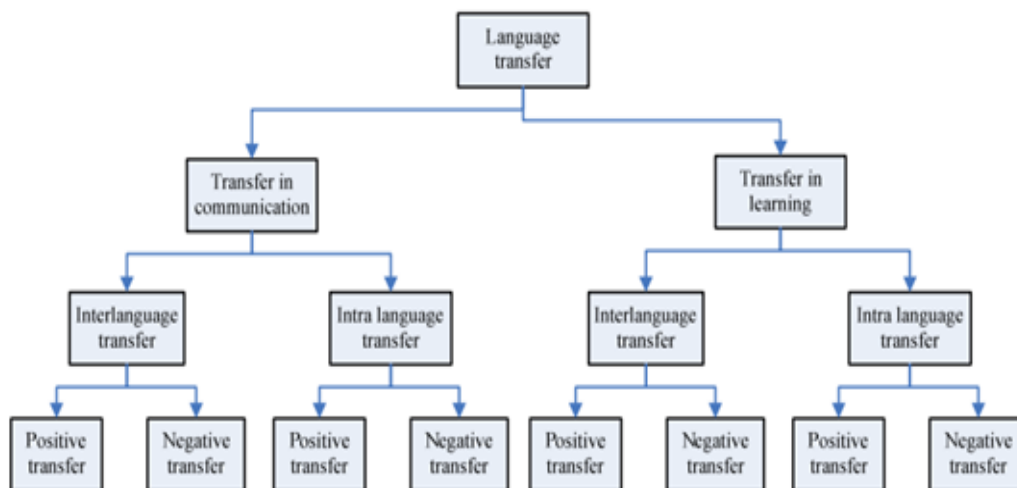 Language
transfer
Transfer in
communication
Transfer in
learning
Interlanguage
transfer
Intra language
transfer
Interlanguage
transfer
Intra language
transfer
Positive
transfer
Negative
transfer
Positive
transfer
Negative
transfer
Positive
transfer
Negative
transfer
Positive
transfer
Negative
transfer